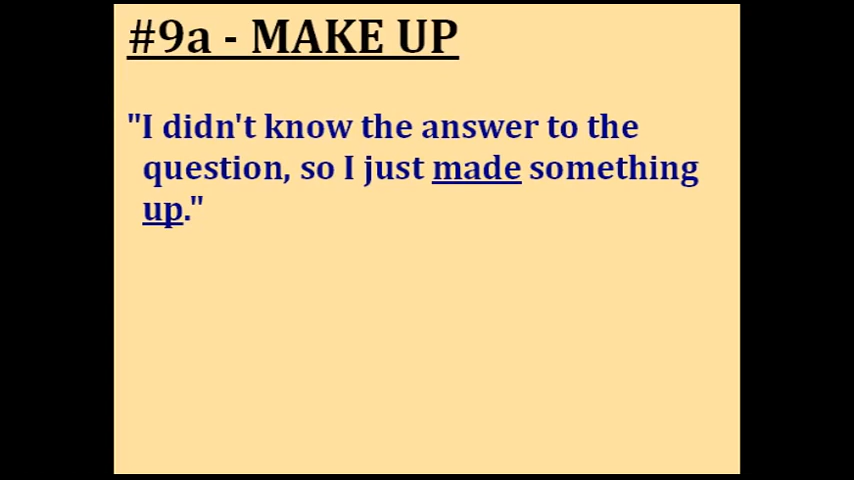 #9a - MAKE UP
"I didn't know the answer to the
question, so I just made something
up."